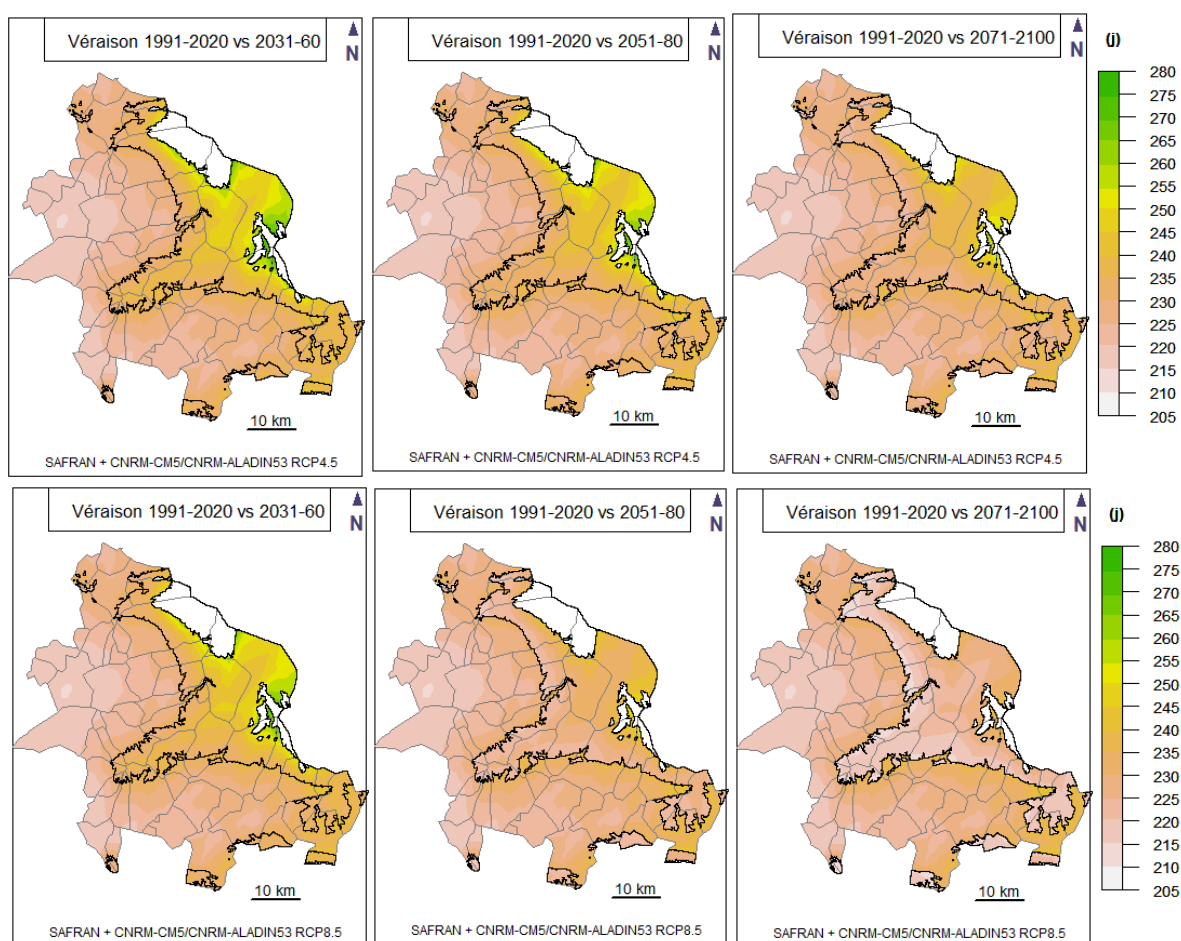 Véraison 1991-2020 vs 2031-60
N
10 km
SAFRAN + CNRM-CM5/CNRM-ALADIN53 RCP4.5
Véraison 1991-2020 vs 2051-80
N
10 km
SAFRAN + CNRM-CM5/CNRM-ALADIN53 RCP4.5
Véraison 1991-2020 vs 2071-2100
N
10 km
SAFRAN + CNRM-CM5/CNRM-ALADIN53 RCP4.5
(j)
280
275
270
265
260
255
250
245
240
235
230
225
220
215
210
205
Véraison 1991-2020 vs 2031-60
N
10 km
SAFRAN + CNRM-CM5/CNRM-ALADIN53 RCP8.5
Véraison 1991-2020 vs 2051-80
N
10 km
SAFRAN + CNRM-CM5/CNRM-ALADIN53 RCP8.5
Véraison 1991-2020 vs 2071-2100
N
10 km
SAFRAN + CNRM-CM5/CNRM-ALADIN53 RCP8.5
(j)
280
275
270
265
260
255
250
245
240
235
230
225
220
215
210
205